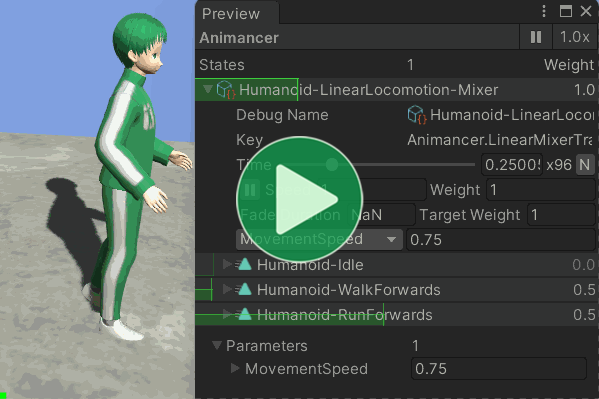 Preview
Animancer 1.0x
States 1 Weight
Humanoid-LinearLocomotion-Mixer 1.0
Debug Name Humanoid-LinearLocor
Key Animancer.LinearMixerTra
Time 0.2500 x96 N
1 Weight 1
NaN Target Weight 1
MovementSpeed 0.75
Humanoid-Idle 0.0
Humanoid-WalkForwards 0.5
Humanoid-RunForwards 0.5
Parameters 1
MovementSpeed 0.75